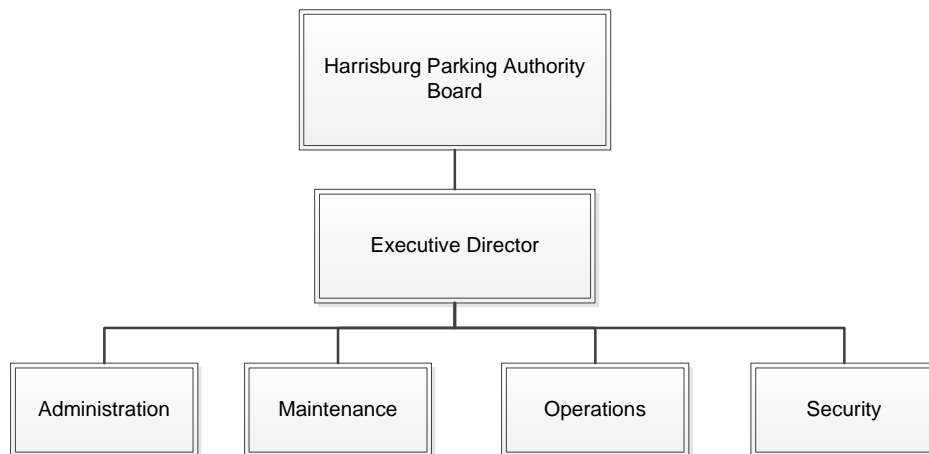 Harrisburg Parking Authority
Board
Executive Director
Administration
Maintenance
Operations
Security